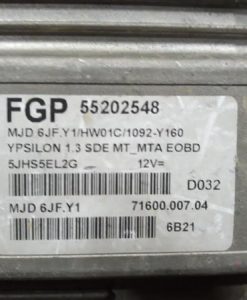 FGP 55202548
MJD 6JF.Y1/HW01C/1092-Y160
YPSILON 1.3 SDE MT_MTA EOBD
5JHS5EL2G 12V=
D032
MJD 6JF.Y1 71600.007.04
6B21